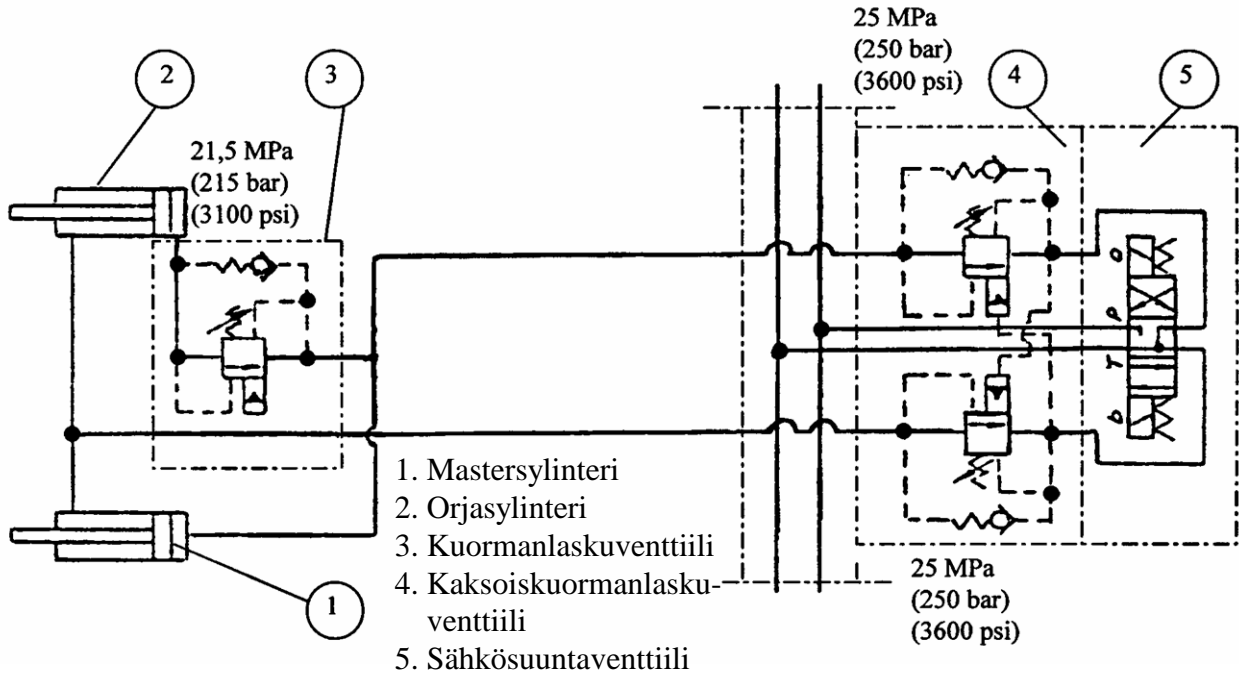 25 MPa
(250 bar)
(3600 psi)
2
3
4
5
21,5 MPa
(215 bar)
(3100 psi)
a
P
T
b
1. Mastersylinteri
2. Orjasylinteri
3. Kuormanlaskuventtiili
4. Kaksoiskuormanlasku-
venttiili
5. Sähkösuuntaventtiili
1
25 MPa
(250 bar)
(3600 psi)